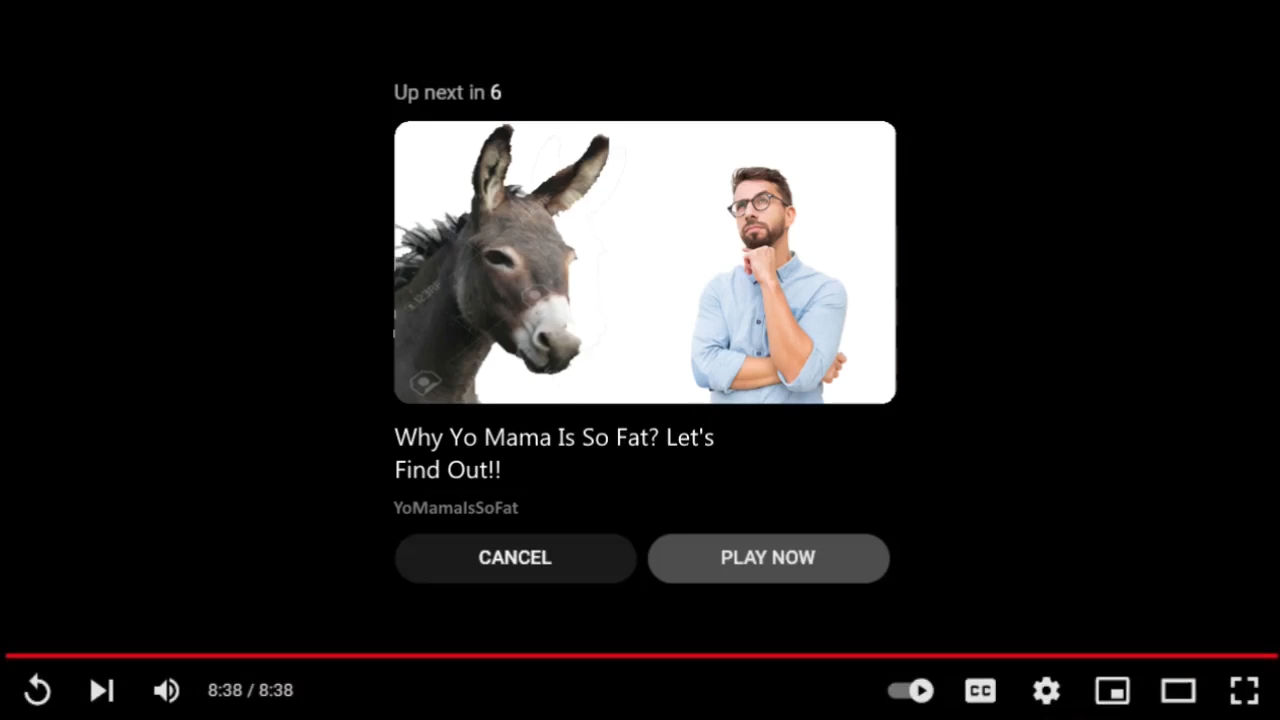 Up next in 6
Why Yo Mama Is So Fat? Let's
Find Out!!
YoMamaIsSoFat
CANCEL
PLAY NOW
8:38 / 8:38
CC